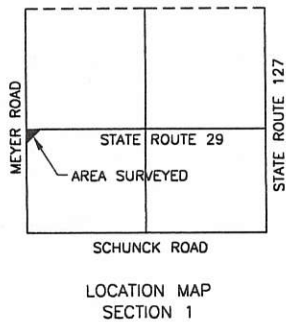 MEYER ROAD
STATE ROUTE 127
STATE ROUTE 29
AREA SURVEYED
SCHUNCK ROAD
LOCATION MAP
SECTION 1